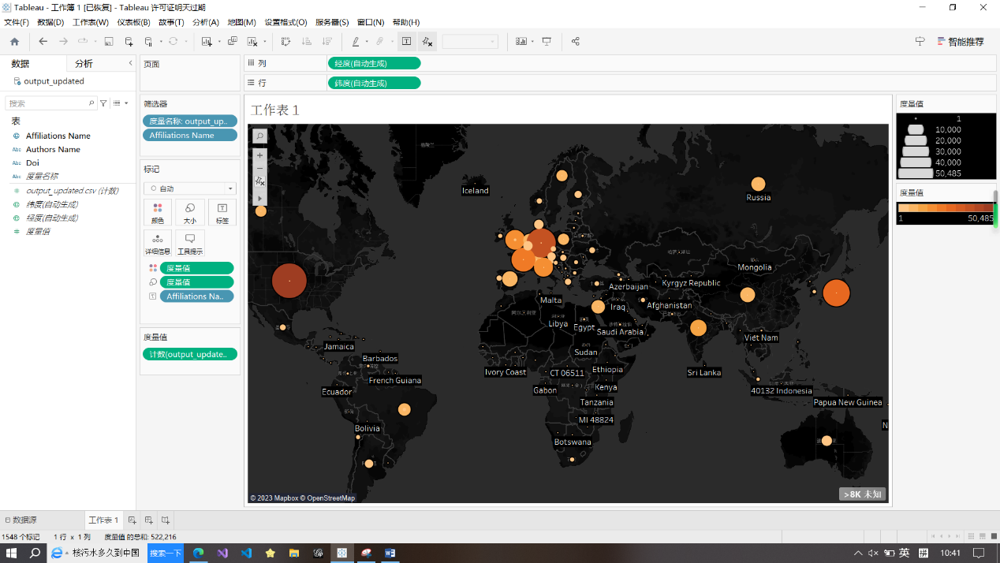 Tableau - 工作簿 1 [已恢复] - Tableau 许可证明天过期
文件(F) 数据(D) 工作表(W) 仪表板(B) 故事(T) 分析(A) 地图(M) 设置格式(O) 服务器(S) 窗口(N) 帮助(H)
智能推荐
数据 分析
output_updated
搜索
表
Affiliations Name
Abc Authors Name
Abc Doi
Abc 度量名称
output_updated.csv (计数)
纬度(自动生成)
经度(自动生成)
度量值
页面
筛选器
度量名称: output_up..
Affiliations Name
标记
自动
颜色 大小 标签
详细信息 工具提示
度量值
度量值
Affiliations Na..
度量值
计数(output_update..
列 经度(自动生成)
行 纬度(自动生成)
工作表 1
格陵兰
Iceland
Russia
Mongolia
Kyrgyz Republic
Azerbaijan
Afghanistan
Malta
Iraq
阿尔及利亚
Libya
Egypt
Saudi Arabia
Viet Nam
Jamaica
Sudan
Barbados
Ivory Coast
CT 06511
Ethiopia
Sri Lanka
French Guiana
Ecuador
Gabon
Kenya
40132 Indonesia
Tanzania
Papua New Guinea
MI 48824
Bolivia
N
Botswana
© 2023 Mapbox © OpenStreetMap
>8K 未知
度量值
1
10,000
20,000
30,000
40,000
50,485
度量值
1 50,485
数据源 工作表 1
1548 个标记 1 行 x 1 列 度量值 的总和: 522,216
核污水多久到中国 搜索一下
英 拼 10:41